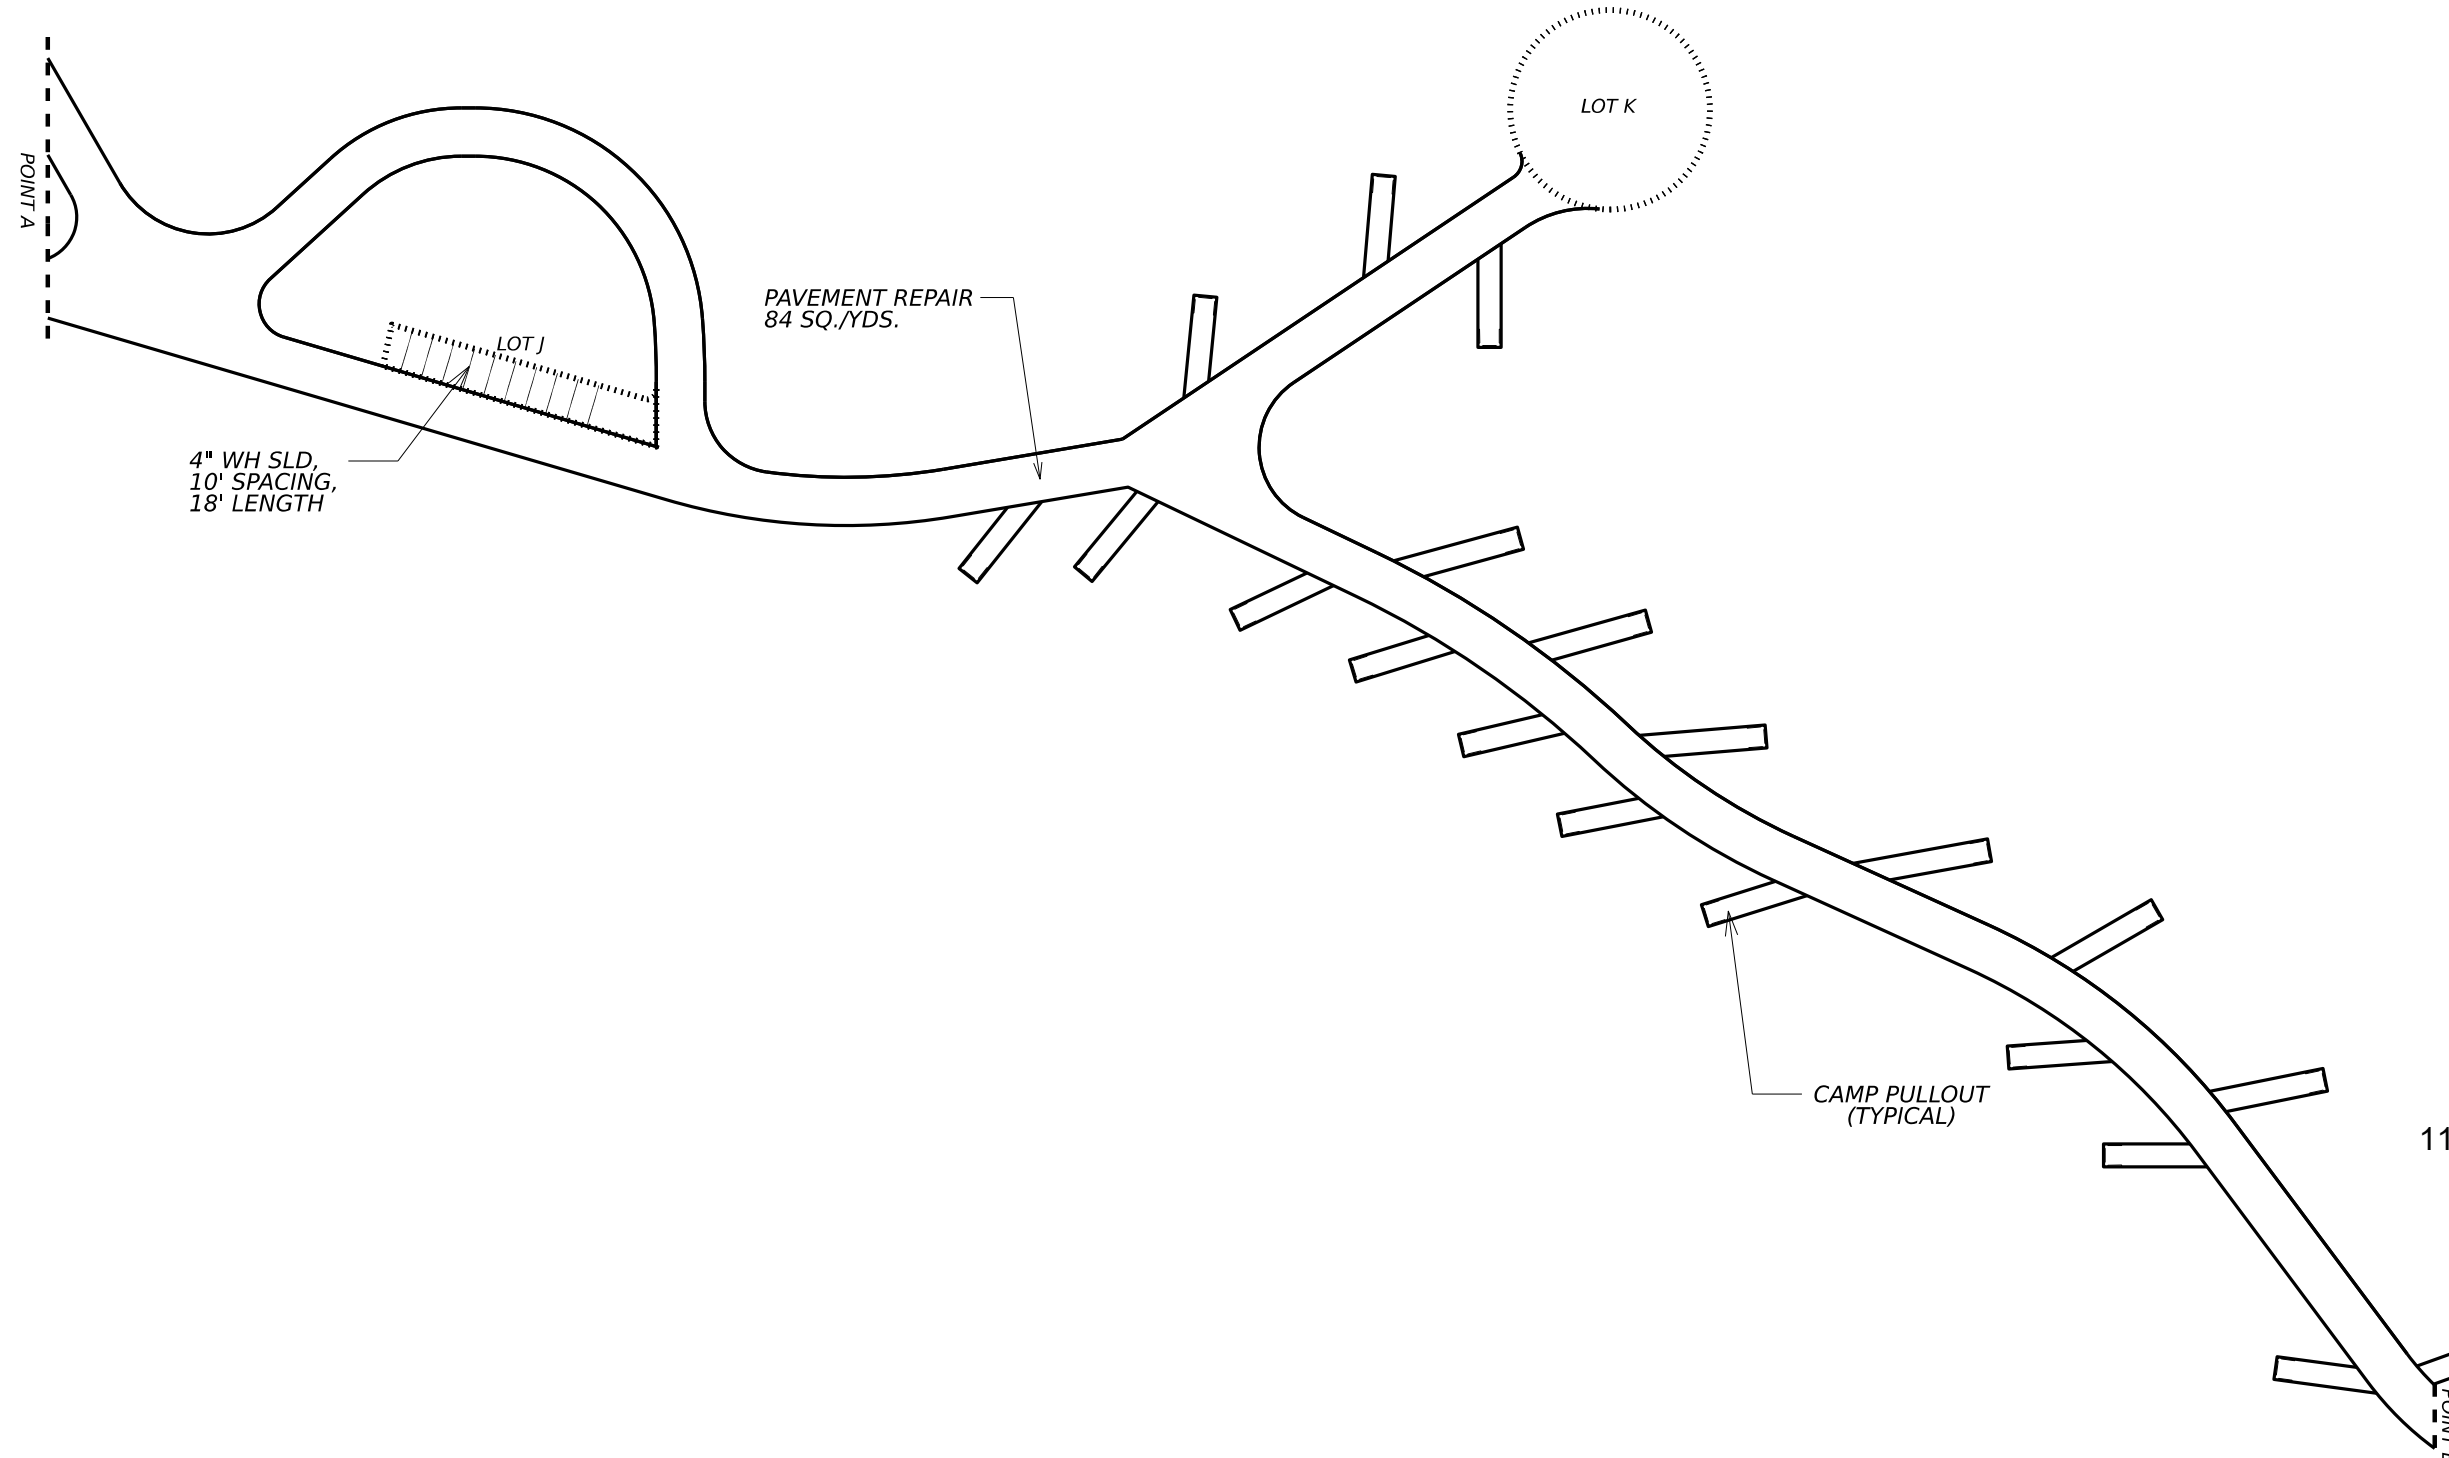 LOT K
POINT A
PAVEMENT REPAIR
84 SQ./YDS.
LOT J
4" WH SLD,
10' SPACING,
18' LENGTH
CAMP PULLOUT
(TYPICAL)
11
POINT